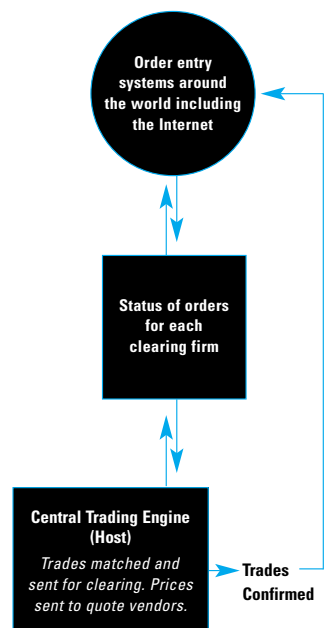 Order entry
systems around
the world including
the Internet
Status of orders
for each
clearing firm
Central Trading Engine
(Host)
Trades matched and
sent for clearing. Prices
sent to quote vendors.
Trades
Confirmed